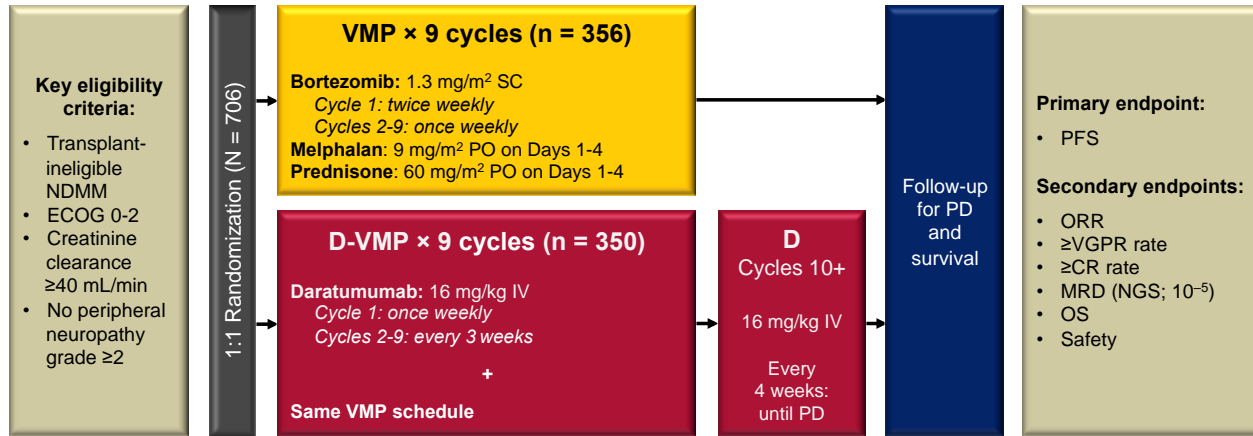 Key eligibility
criteria:
• Transplant-
ineligible
NDMM
• ECOG 0-2
• Creatinine
clearance
≥40 mL/min
• No peripheral
neuropathy
grade ≥2
1:1 Randomization (N = 706)
VMP × 9 cycles (n = 356)
Bortezomib: 1.3 mg/m² SC
Cycle 1: twice weekly
Cycles 2-9: once weekly
Melphalan: 9 mg/m² PO on Days 1-4
Prednisone: 60 mg/m² PO on Days 1-4
D-VMP × 9 cycles (n = 350)
Daratumumab: 16 mg/kg IV
Cycle 1: once weekly
Cycles 2-9: every 3 weeks
+
Same VMP schedule
D
Cycles 10+
16 mg/kg IV
Every
4 weeks:
until PD
Follow-up
for PD
and
survival
Primary endpoint:
• PFS
Secondary endpoints:
• ORR
• ≥VGPR rate
• ≥CR rate
• MRD (NGS; 10⁻⁵)
• OS
• Safety